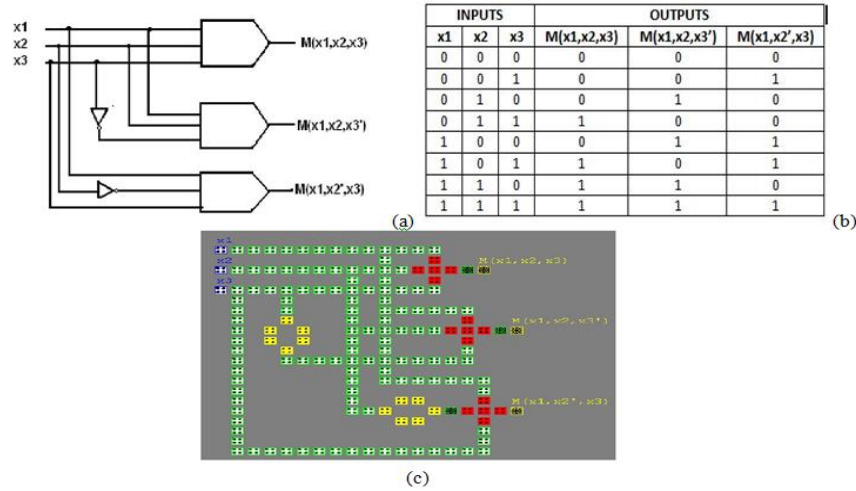 x1
x2
x3
M(x1,x2,x3)
M(x1,x2,x3')
M(x1,x2',x3)
(a)
INPUTS OUTPUTS
x1 x2 x3 M(x1,x2,x3) M(x1,x2,x3') M(x1,x2',x3)
0 0 0 0 0 0
0 0 1 0 0 1
0 1 0 0 1 0
0 1 1 1 0 0
1 0 0 0 1 1
1 0 1 1 0 1
1 1 0 1 1 0
1 1 1 1 1 1
(b)
x1
x2
x3
M(x1,x2,x3)
M(x1,x2,x3')
M(x1,x2',x3)
(c)